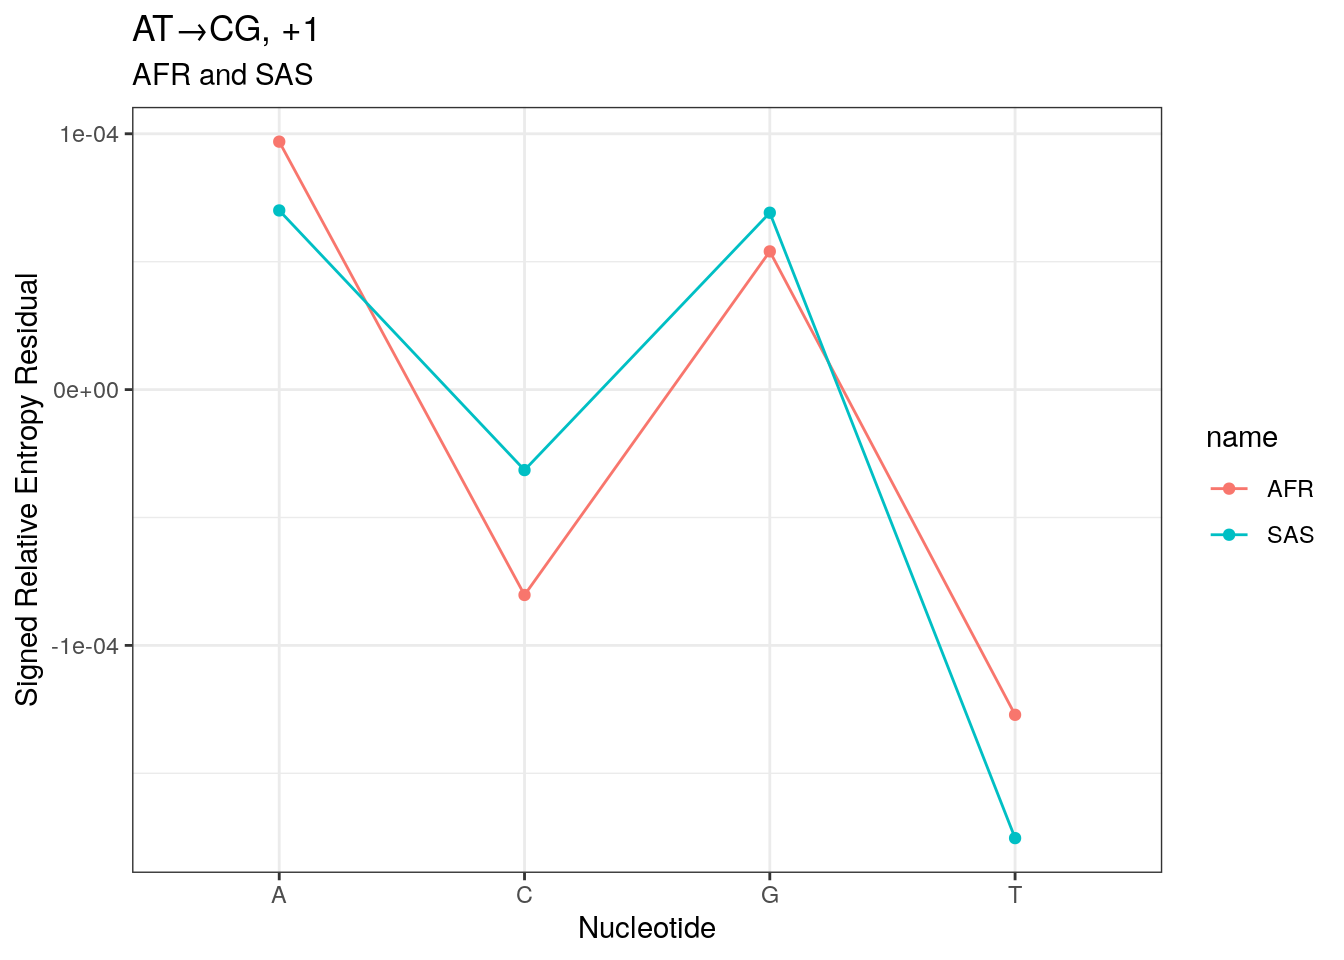 AT→CG, +1
AFR and SAS
Signed Relative Entropy Residual
1e-04
0e+00
-1e-04
A C G T
Nucleotide
name
AFR
SAS